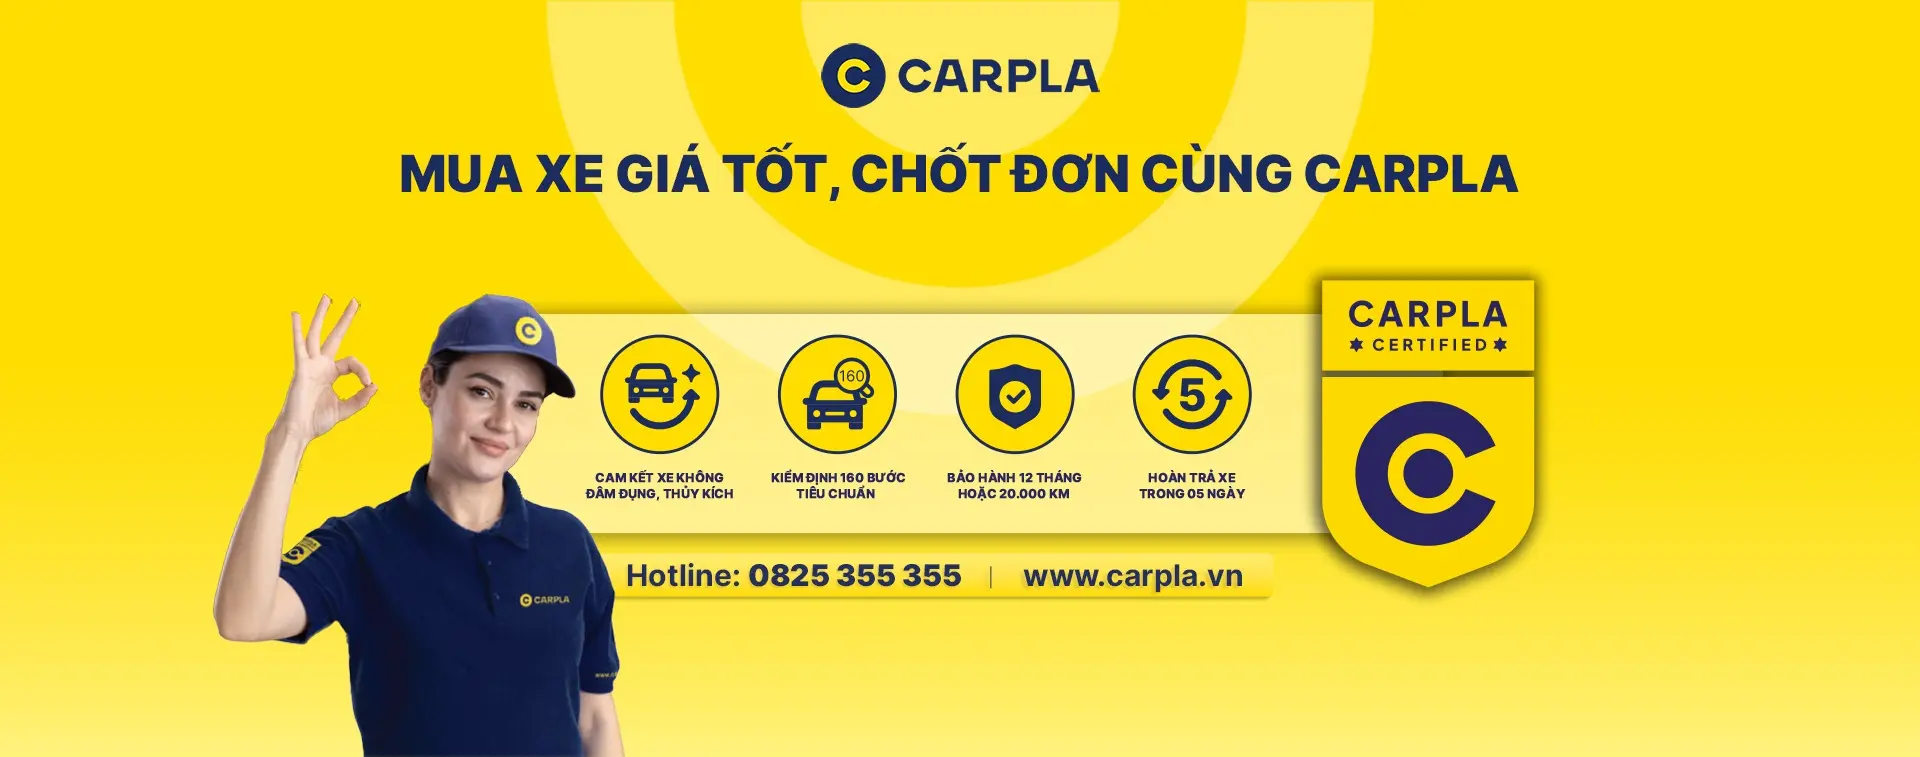 CARPLA
MUA XE GIÁ TỐT, CHỐT ĐƠN CÙNG CARPLA
CARPLA
CERTIFIED
160
5
CAM KẾT XE KHÔNG
ĐÂM ĐỤNG, THỦY KÍCH
KIỂM ĐỊNH 160 BƯỚC
TIÊU CHUẨN
BẢO HÀNH 12 THÁNG
HOẶC 20.000 KM
HOÀN TRẢ XE
TRONG 05 NGÀY
Hotline: 0825 355 355 | www.carpla.vn
CARPLA